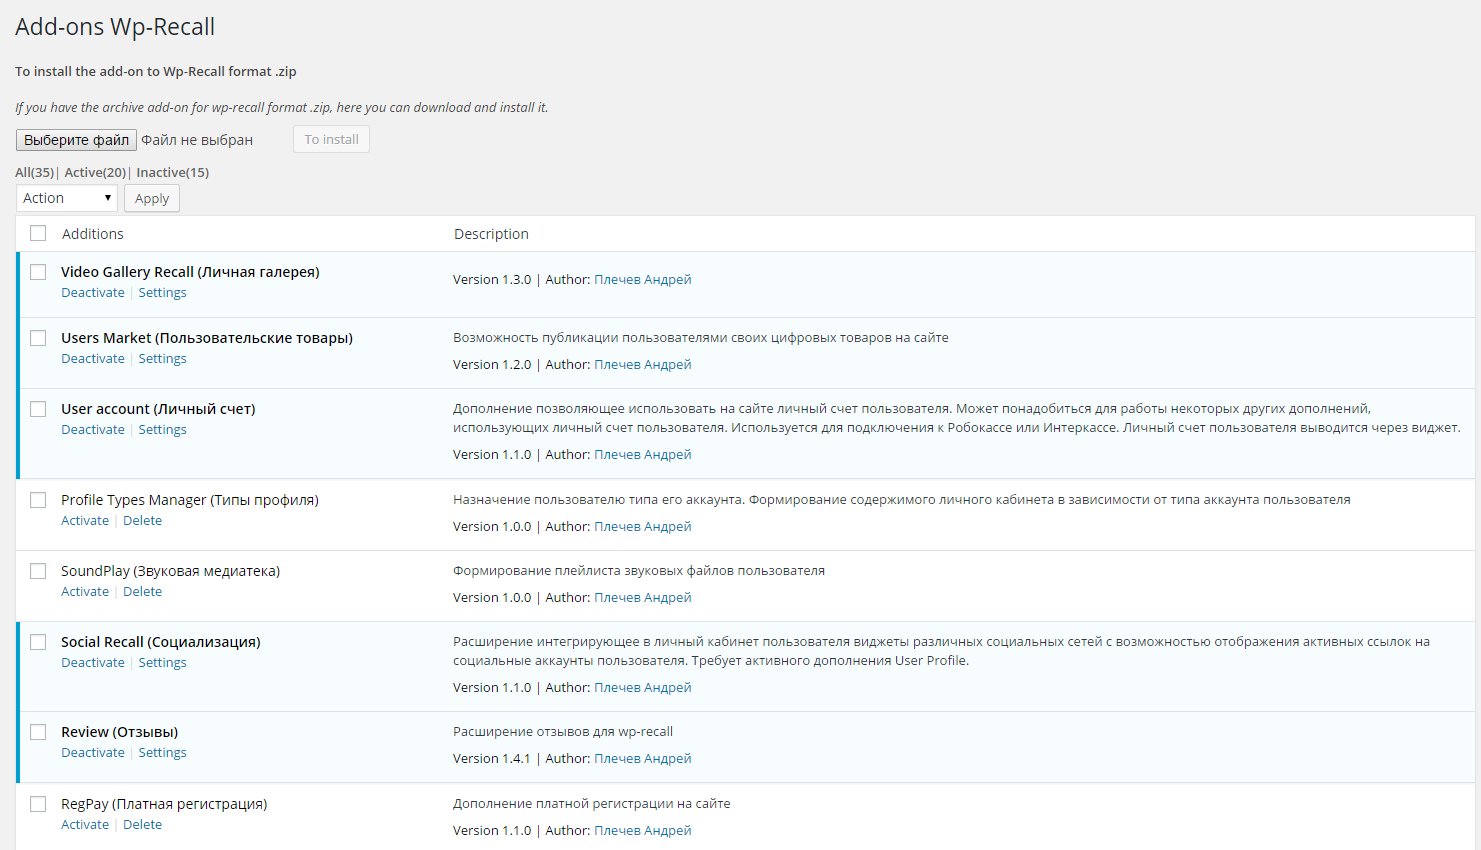 Add-ons Wp-Recall
To install the add-on to Wp-Recall format .zip
If you have the archive add-on for wp-recall format .zip, here you can download and install it.
Выберите файл Файл не выбран To install
All(35)| Active(20)| Inactive(15)
Action Apply
Additions Description
Video Gallery Recall (Личная галерея)
Deactivate | Settings
Version 1.3.0 | Author: Плечев Андрей
Users Market (Пользовательские товары)
Deactivate | Settings
Возможность публикации пользователями своих цифровых товаров на сайте
Version 1.2.0 | Author: Плечев Андрей
User account (Личный счет)
Deactivate | Settings
Дополнение позволяющее использовать на сайте личный счет пользователя. Может понадобиться для работы некоторых других дополнений,
использующих личный счет пользователя. Используется для подключения к Робокассе или Интеркассе. Личный счет пользователя выводится через виджет.
Version 1.1.0 | Author: Плечев Андрей
Profile Types Manager (Типы профиля)
Activate | Delete
Назначение пользователю типа его аккаунта. Формирование содержимого личного кабинета в зависимости от типа аккаунта пользователя
Version 1.0.0 | Author: Плечев Андрей
SoundPlay (Звуковая медиатека)
Activate | Delete
Формирование плейлиста звуковых файлов пользователя
Version 1.0.0 | Author: Плечев Андрей
Social Recall (Социализация)
Deactivate | Settings
Расширение интегрирующее в личный кабинет пользователя виджеты различных социальных сетей с возможностью отображения активных ссылок на
социальные аккаунты пользователя. Требует активного дополнения User Profile.
Version 1.1.0 | Author: Плечев Андрей
Review (Отзывы)
Deactivate | Settings
Расширение отзывов для wp-recall
Version 1.4.1 | Author: Плечев Андрей
RegPay (Платная регистрация)
Activate | Delete
Дополнение платной регистрации на сайте
Version 1.1.0 | Author: Плечев Андрей